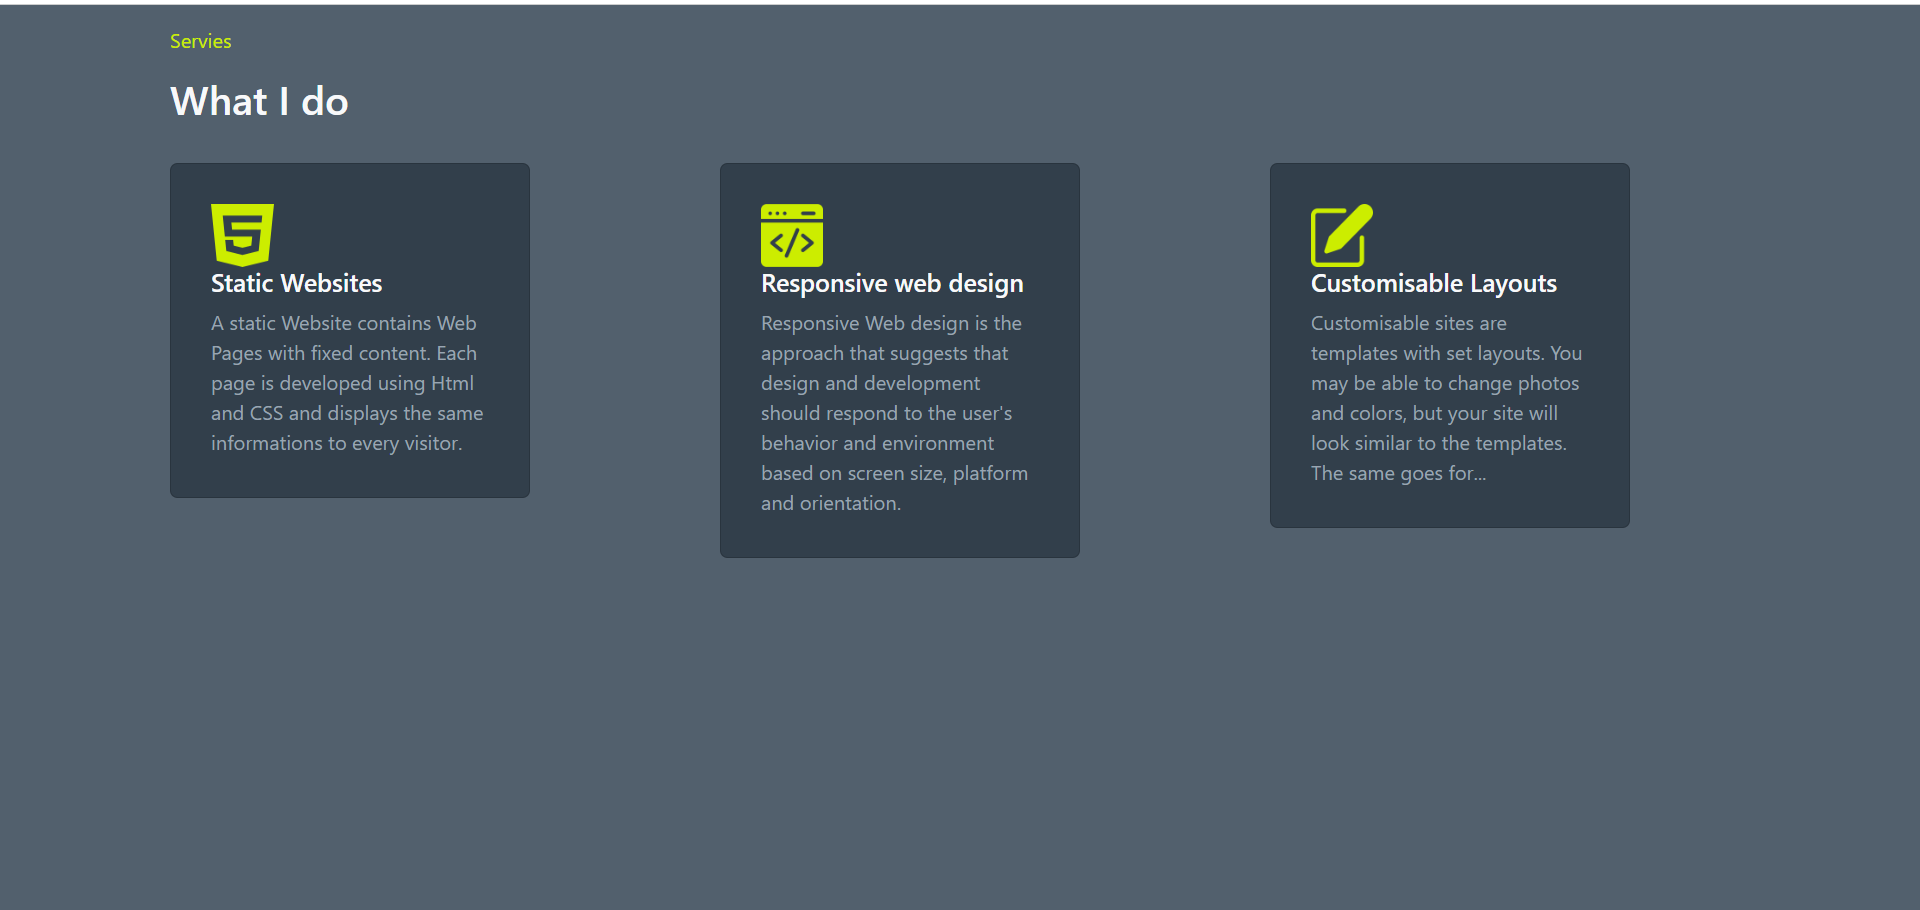 Servies
What I do
Static Websites
A static Website contains Web
Pages with fixed content. Each
page is developed using Html
and CSS and displays the same
informations to every visitor.
Responsive web design
Responsive Web design is the
approach that suggests that
design and development
should respond to the user's
behavior and environment
based on screen size, platform
and orientation.
Customisable Layouts
Customisable sites are
templates with set layouts. You
may be able to change photos
and colors, but your site will
look similar to the templates.
The same goes for...